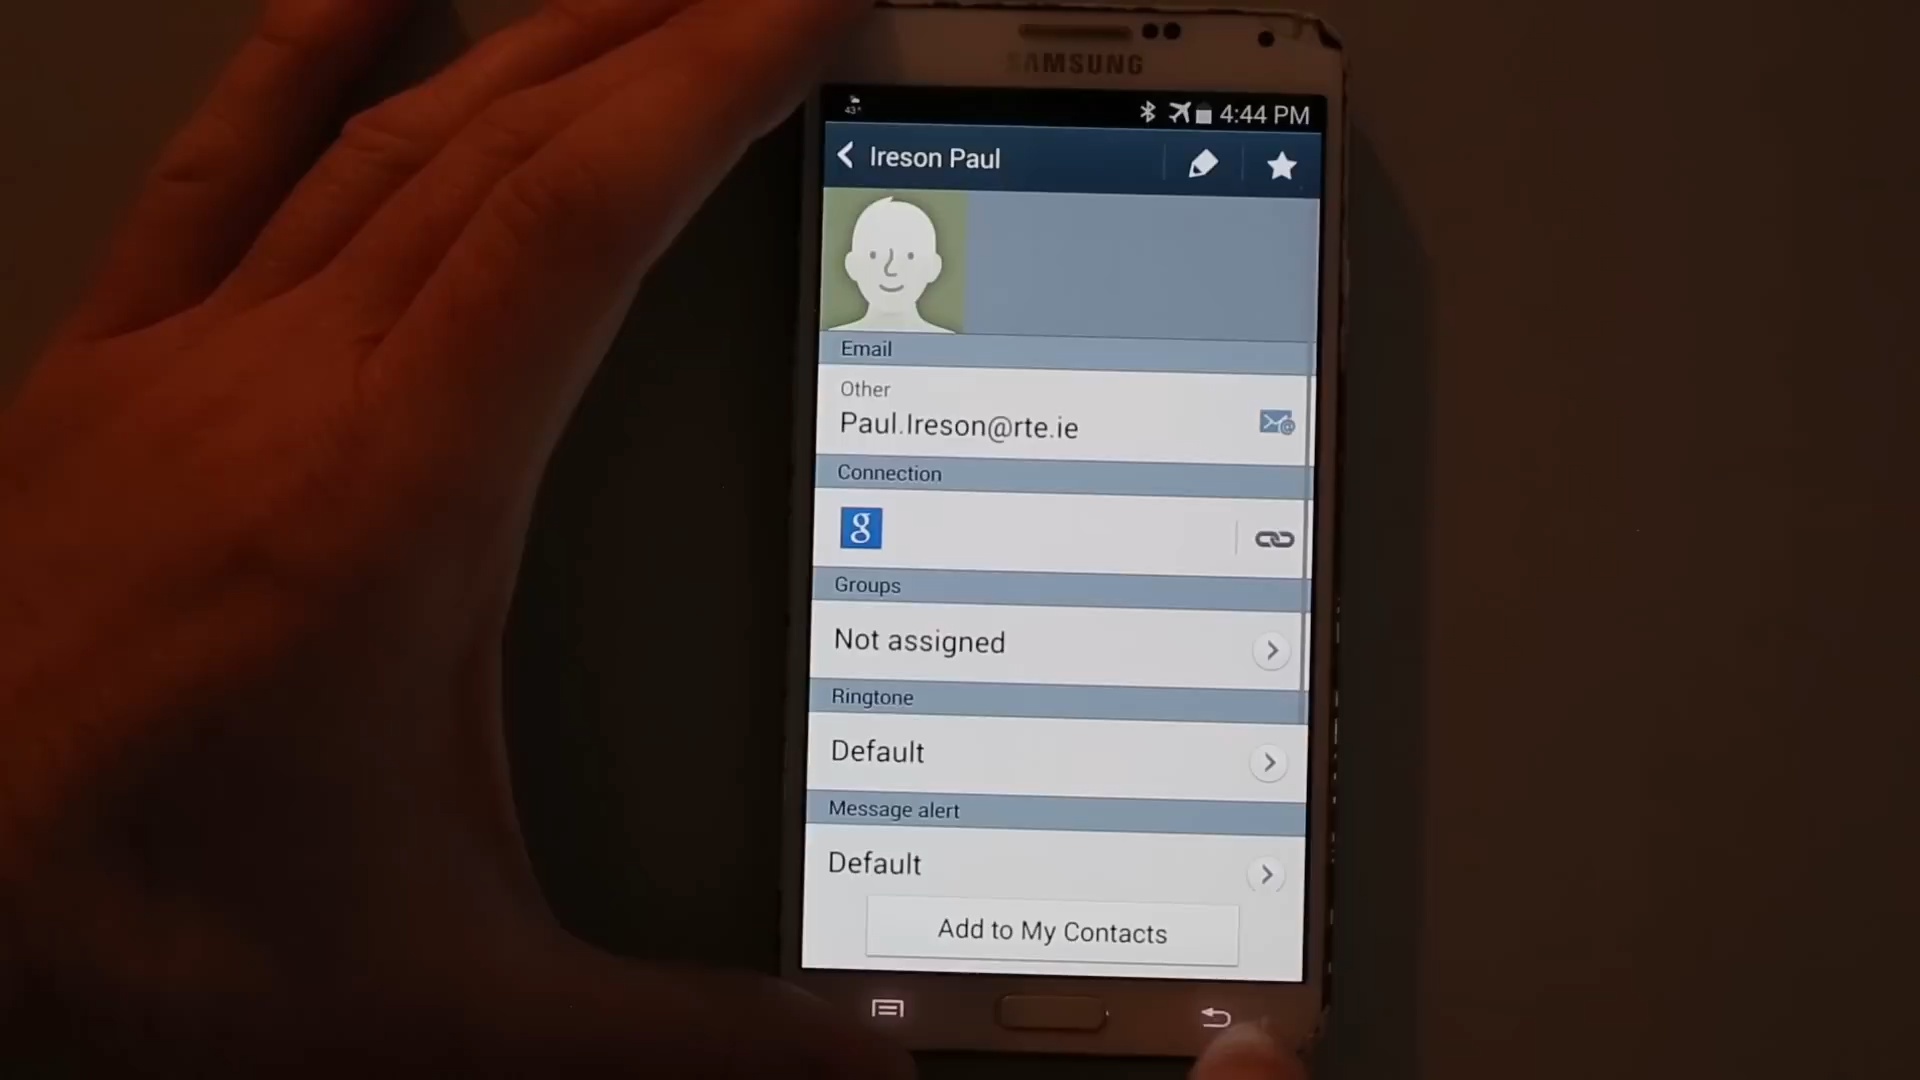 SAMSUNG
43°
4:44 PM
Ireson Paul
Email
Other
Paul.Ireson@rte.ie
Connection
g
Groups
Not assigned
Ringtone
Default
Message alert
Default
Add to My Contacts